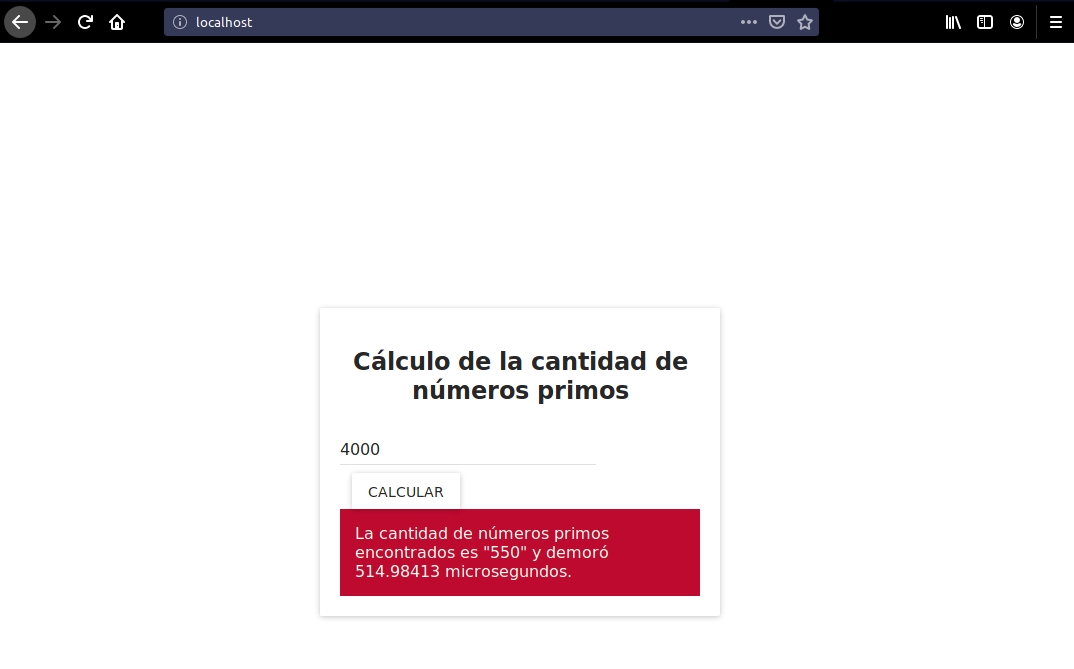 localhost
Cálculo de la cantidad de
números primos
4000
CALCULAR
La cantidad de números primos
encontrados es "550" y demoró
514.98413 microsegundos.